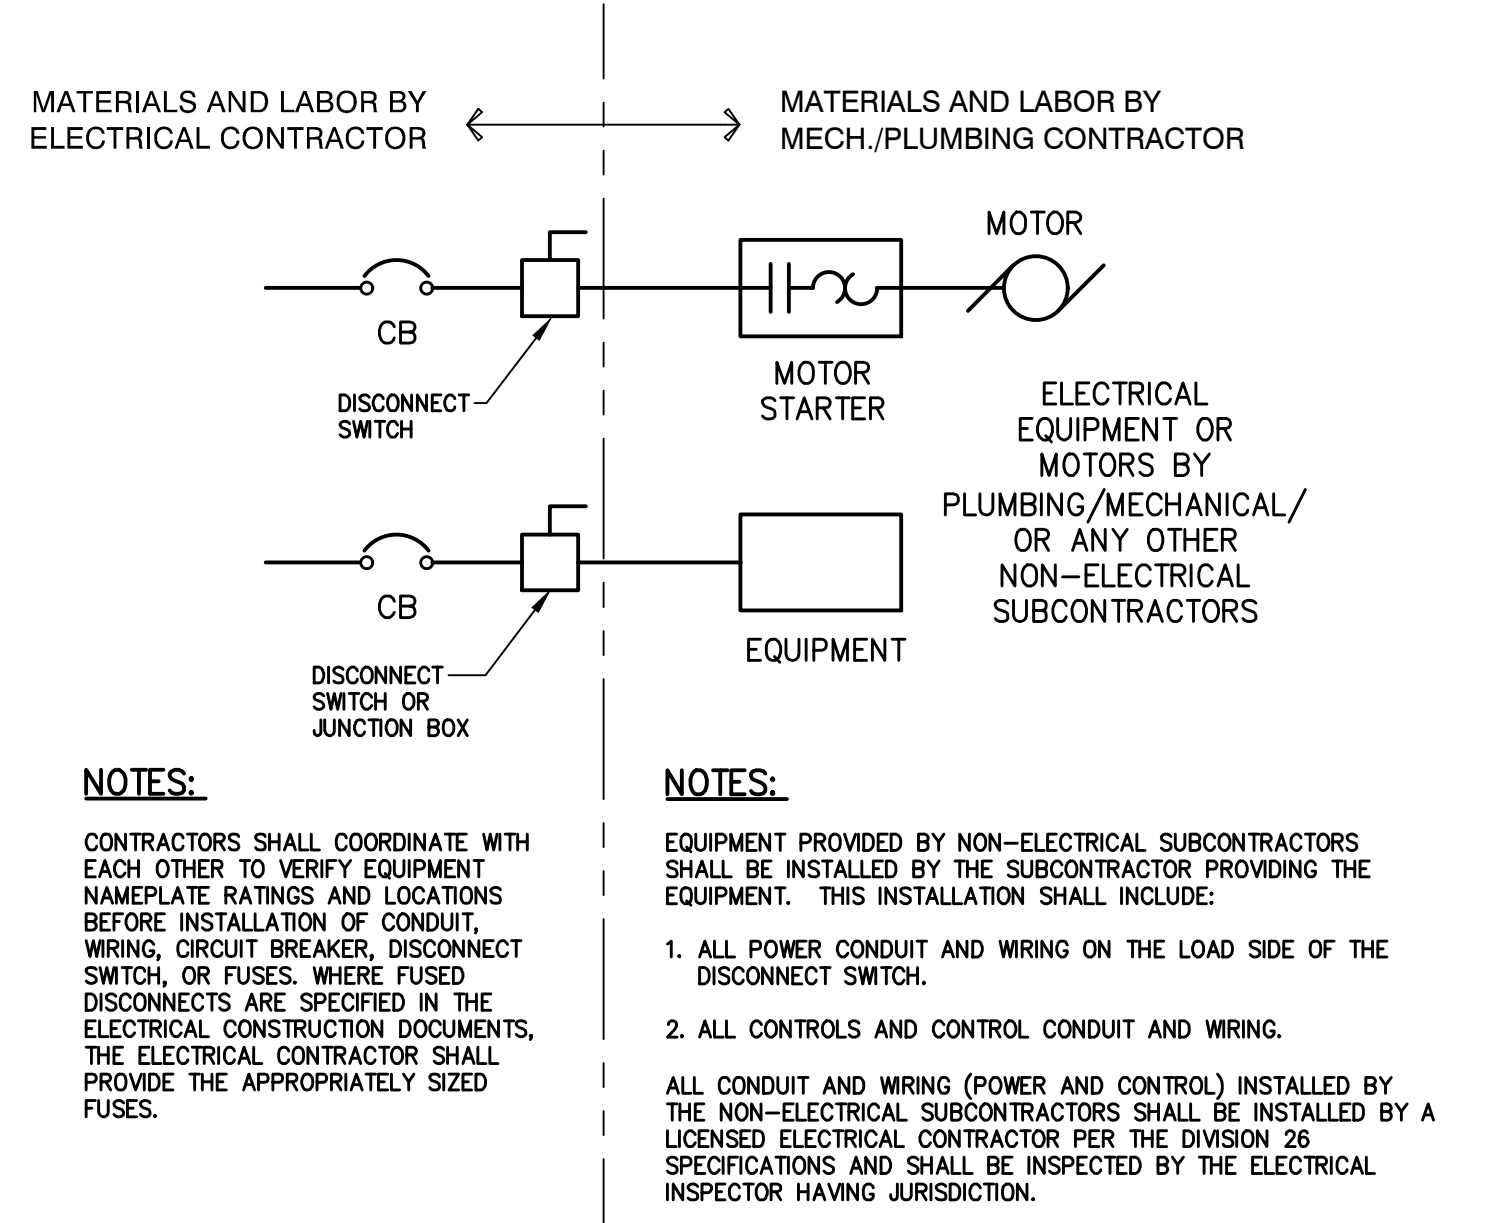 MATERIALS AND LABOR BY
ELECTRICAL CONTRACTOR
MATERIALS AND LABOR BY
MECH./PLUMBING CONTRACTOR
MOTOR
CB
DISCONNECT
SWITCH
MOTOR
STARTER
ELECTRICAL
EQUIPMENT OR
MOTORS BY
PLUMBING/MECHANICAL/
OR ANY OTHER
NON-ELECTRICAL
SUBCONTRACTORS
CB
DISCONNECT
SWITCH OR
JUNCTION BOX
EQUIPMENT
NOTES:
CONTRACTORS SHALL COORDINATE WITH
EACH OTHER TO VERIFY EQUIPMENT
NAMEPLATE RATINGS AND LOCATIONS
BEFORE INSTALLATION OF CONDUIT,
WIRING, CIRCUIT BREAKER, DISCONNECT
SWITCH, OR FUSES. WHERE FUSED
DISCONNECTS ARE SPECIFIED IN THE
ELECTRICAL CONSTRUCTION DOCUMENTS,
THE ELECTRICAL CONTRACTOR SHALL
PROVIDE THE APPROPRIATELY SIZED
FUSES.
NOTES:
EQUIPMENT PROVIDED BY NON-ELECTRICAL SUBCONTRACTORS
SHALL BE INSTALLED BY THE SUBCONTRACTOR PROVIDING THE
EQUIPMENT. THIS INSTALLATION SHALL INCLUDE:
1. ALL POWER CONDUIT AND WIRING ON THE LOAD SIDE OF THE
DISCONNECT SWITCH.
2. ALL CONTROLS AND CONTROL CONDUIT AND WIRING.
ALL CONDUIT AND WIRING (POWER AND CONTROL) INSTALLED BY
THE NON-ELECTRICAL SUBCONTRACTORS SHALL BE INSTALLED BY A
LICENSED ELECTRICAL CONTRACTOR PER THE DIVISION 26
SPECIFICATIONS AND SHALL BE INSPECTED BY THE ELECTRICAL
INSPECTOR HAVING JURISDICTION.